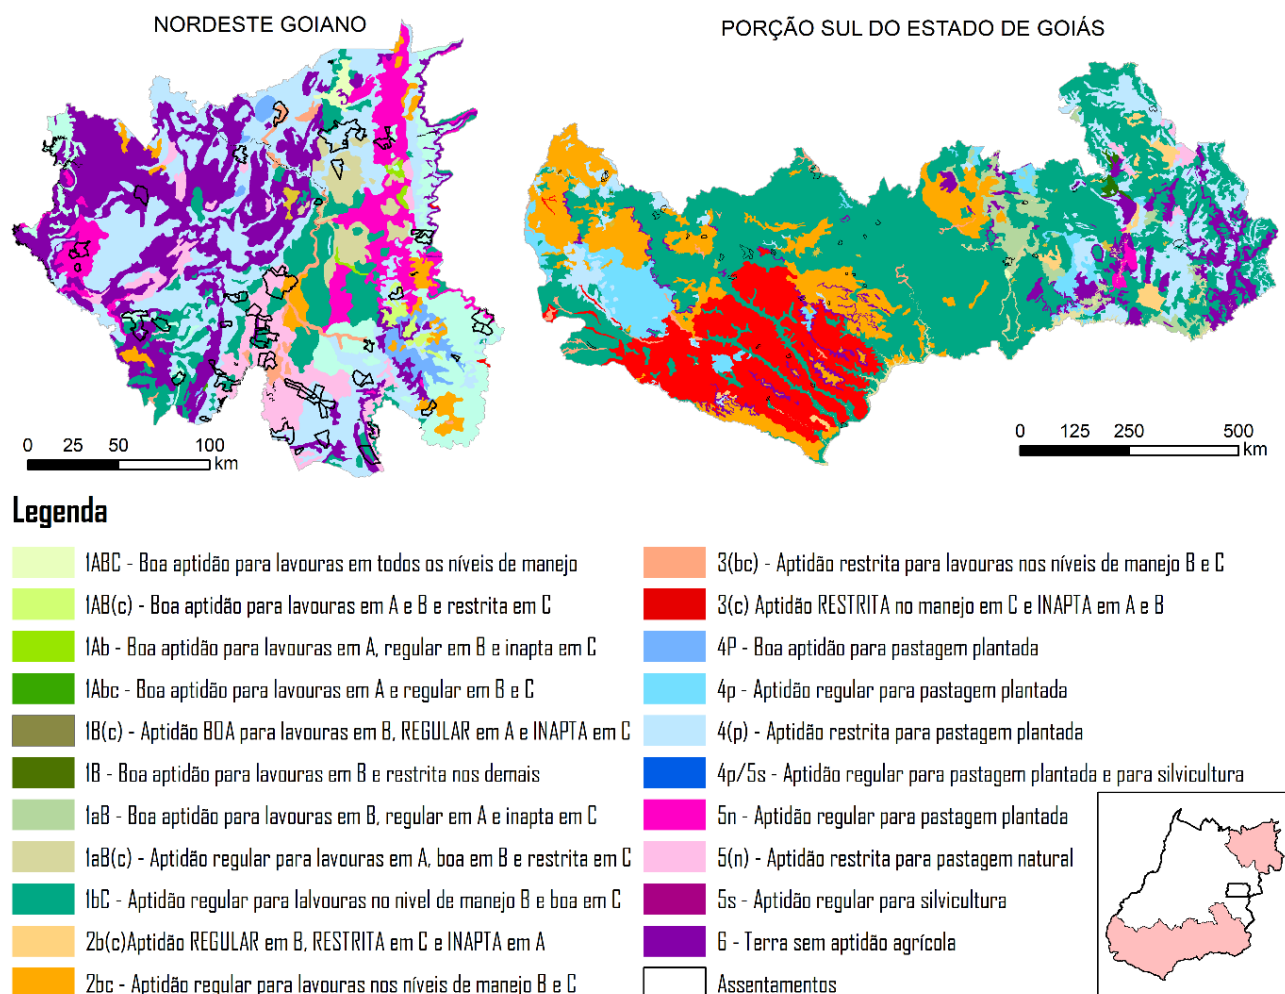 NORDESTE GOIANO
PORÇÃO SUL DO ESTADO DE GOIÁS
0 25 50 100
km
0 125 250 500
km
Legenda
1ABC - Boa aptidão para lavouras em todos os níveis de manejo
1AB(c) - Boa aptidão para lavouras em A e B e restrita em C
1Ab - Boa aptidão para lavouras em A, regular em B e inapta em C
1Abc - Boa aptidão para lavouras em A e regular em B e C
1B(c) - Aptidão BOA para lavouras em B, REGULAR em A e INAPTA em C
1B - Boa aptidão para lavouras em B e restrita nos demais
1aB - Boa aptidão para lavouras em B, regular em A e inapta em C
1aB(c) - Aptidão regular para lavouras em A, boa em B e restrita em C
1bC - Aptidão regular para lalvouras no nivel de manejo B e boa em C
2b(c)Aptidão REGULAR em B, RESTRITA em C e INAPTA em A
2bc - Aptidão regular para lavouras nos níveis de manejo B e C
3(bc) - Aptidão restrita para lavouras nos níveis de manejo B e C
3(c) Aptidão RESTRITA no manejo em C e INAPTA em A e B
4P - Boa aptidão para pastagem plantada
4p - Aptidão regular para pastagem plantada
4(p) - Aptidão restrita para pastagem plantada
4p/5s - Aptidão regular para pastagem plantada e para silvicultura
5n - Aptidão regular para pastagem plantada
5(n) - Aptidão restrita para pastagem natural
5s - Aptidão regular para silvicultura
6 - Terra sem aptidão agrícola
Assentamentos